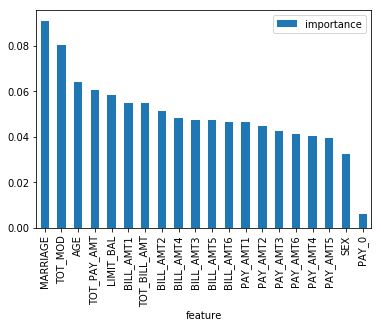 importance
0.08
0.06
0.04
0.02
0.00
MARRIAGE
TOT_MOD
AGE
TOT_PAY_AMT
LIMIT_BAL
BILL_AMT1
TOT_BILL_AMT
BILL_AMT2
BILL_AMT4
BILL_AMT3
BILL_AMT5
BILL_AMT6
PAY_AMT1
PAY_AMT2
PAY_AMT3
PAY_AMT6
PAY_AMT4
PAY_AMT5
SEX
PAY_0
feature